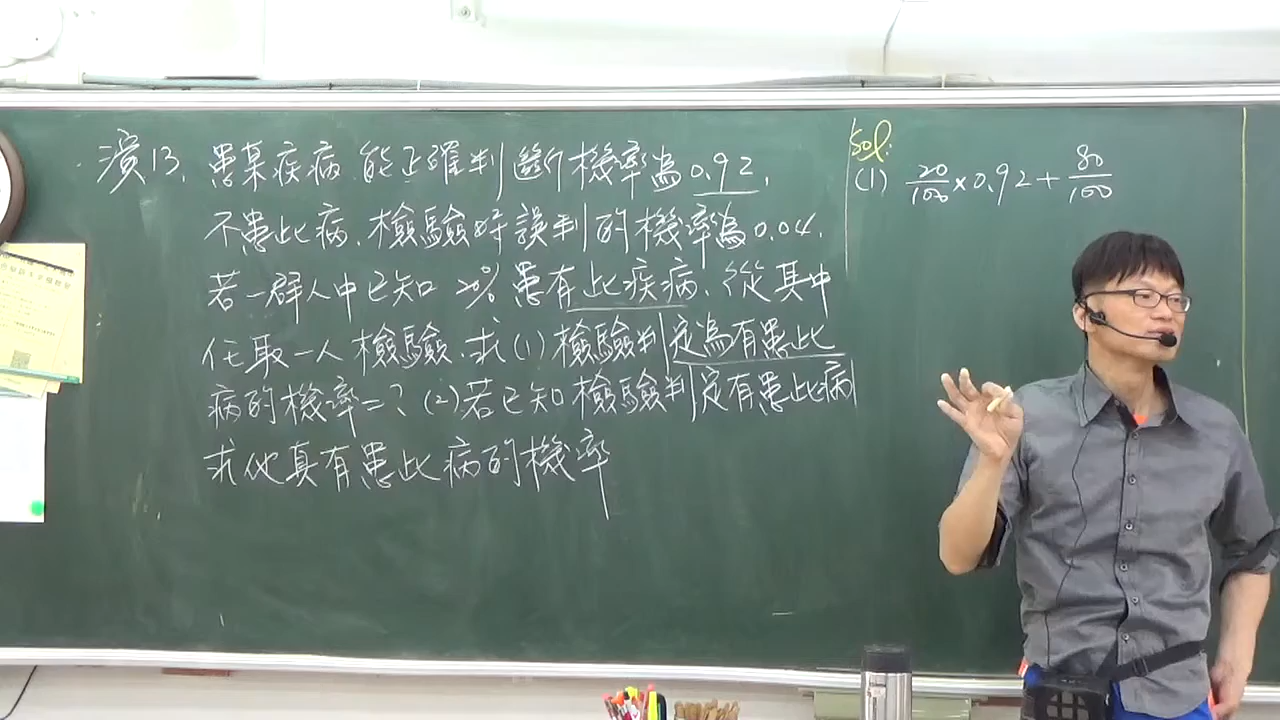 演13. 患某疾病,能正確判斷機率為0.92,
不患此病,檢驗時誤判的機率為0.04.
若一群人中已知20%患有此疾病,從其中
任取一人檢驗,求(1)檢驗判定為有患此
病的機率=?(2)若已知檢驗判定有患此病
求他真有患此病的機率
Sol:
(1) 20/100 × 0.92 + 80/100